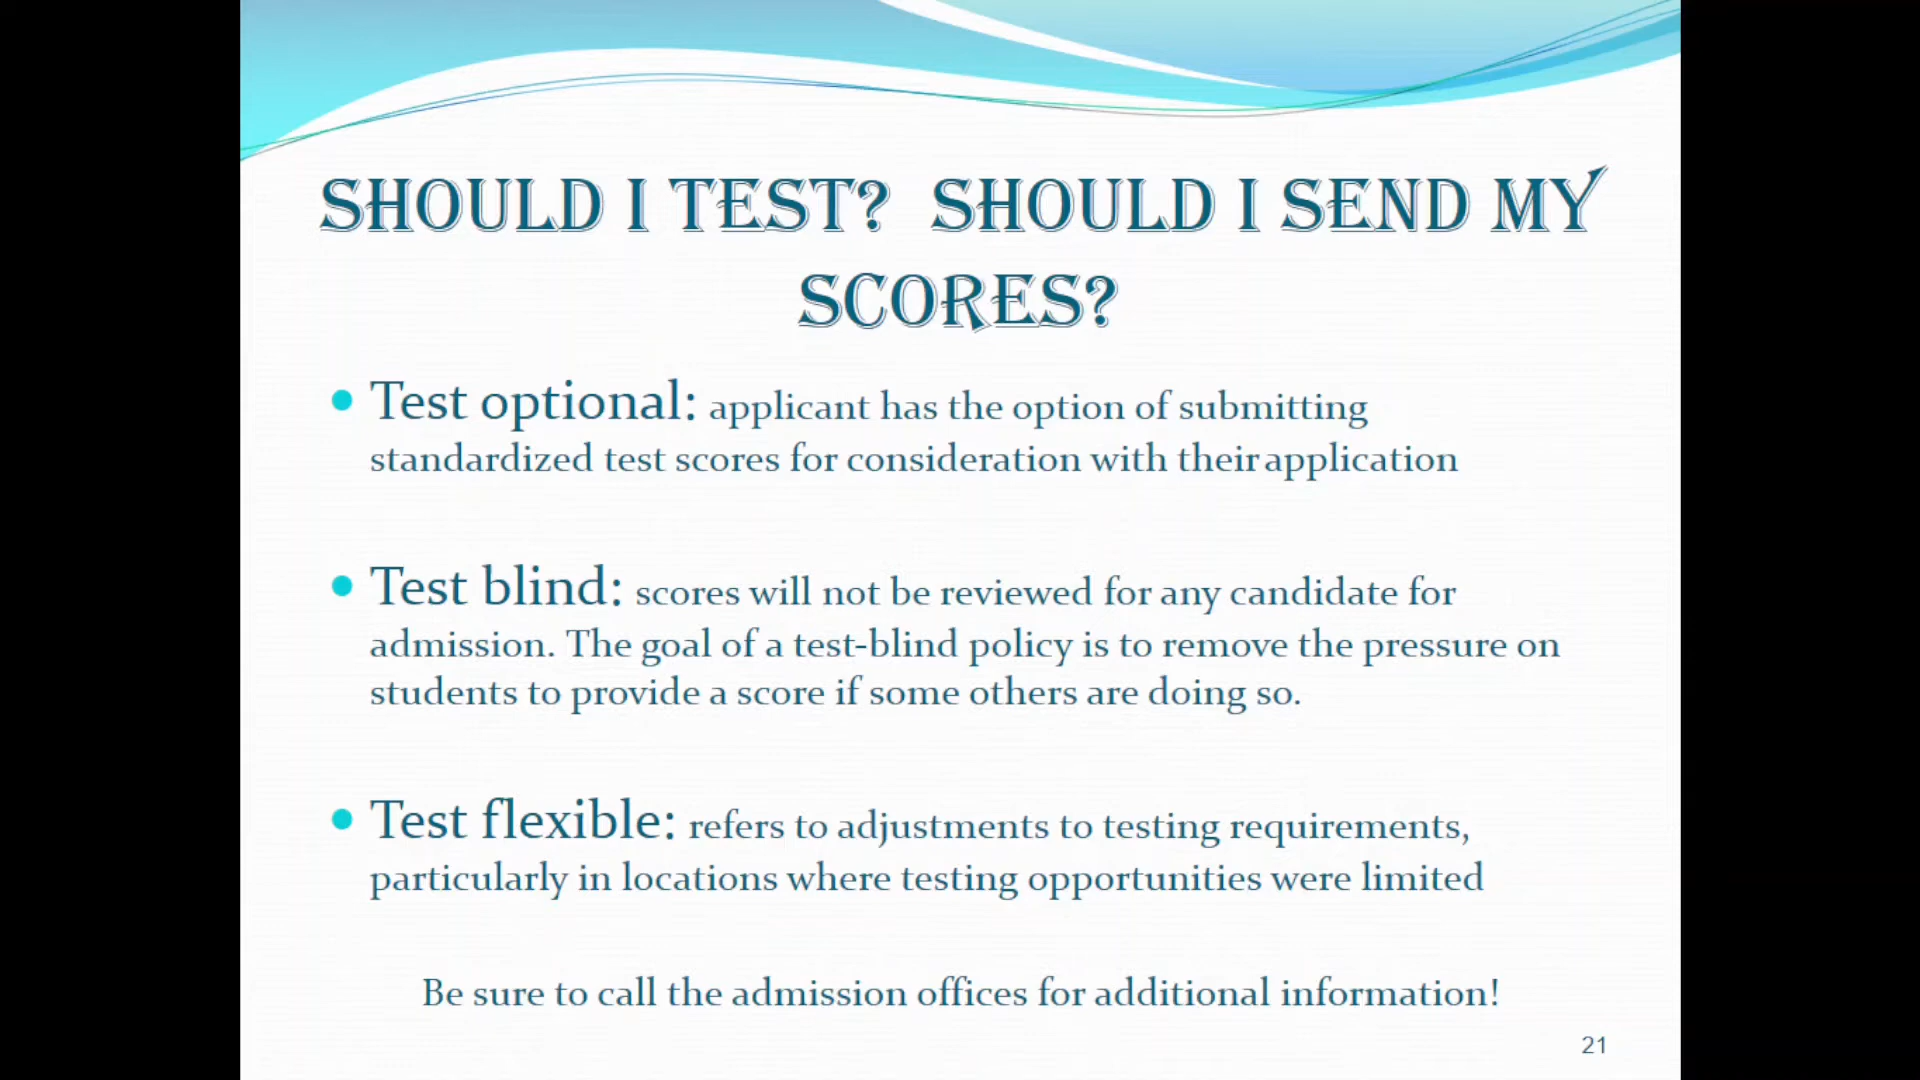 SHOULD I TEST? SHOULD I SEND MY
SCORES?
• Test optional: applicant has the option of submitting
standardized test scores for consideration with their application
• Test blind: scores will not be reviewed for any candidate for
admission. The goal of a test-blind policy is to remove the pressure on
students to provide a score if some others are doing so.
• Test flexible: refers to adjustments to testing requirements,
particularly in locations where testing opportunities were limited
Be sure to call the admission offices for additional information!
21